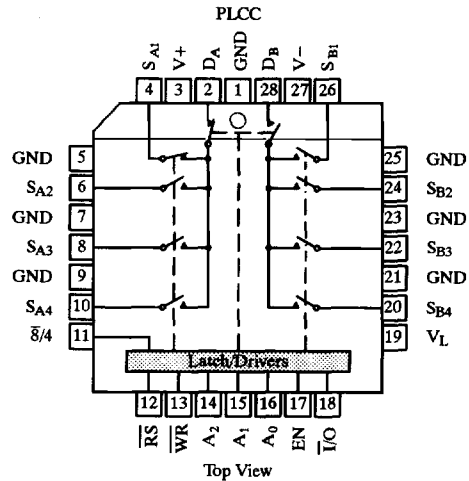 PLCC
S_A1 V+ D_A GND D_B V− S_B1
4 3 2 1 28 27 26
GND 5 25 GND
S_A2 6 24 S_B2
GND 7 23 GND
S_A3 8 22 S_B3
GND 9 21 GND
S_A4 10 20 S_B4
8̅/4 11 19 V_L
Latch/Drivers
12 13 14 15 16 17 18
R̅S̅ W̅R̅ A_2 A_1 A_0 EN I̅/O
Top View